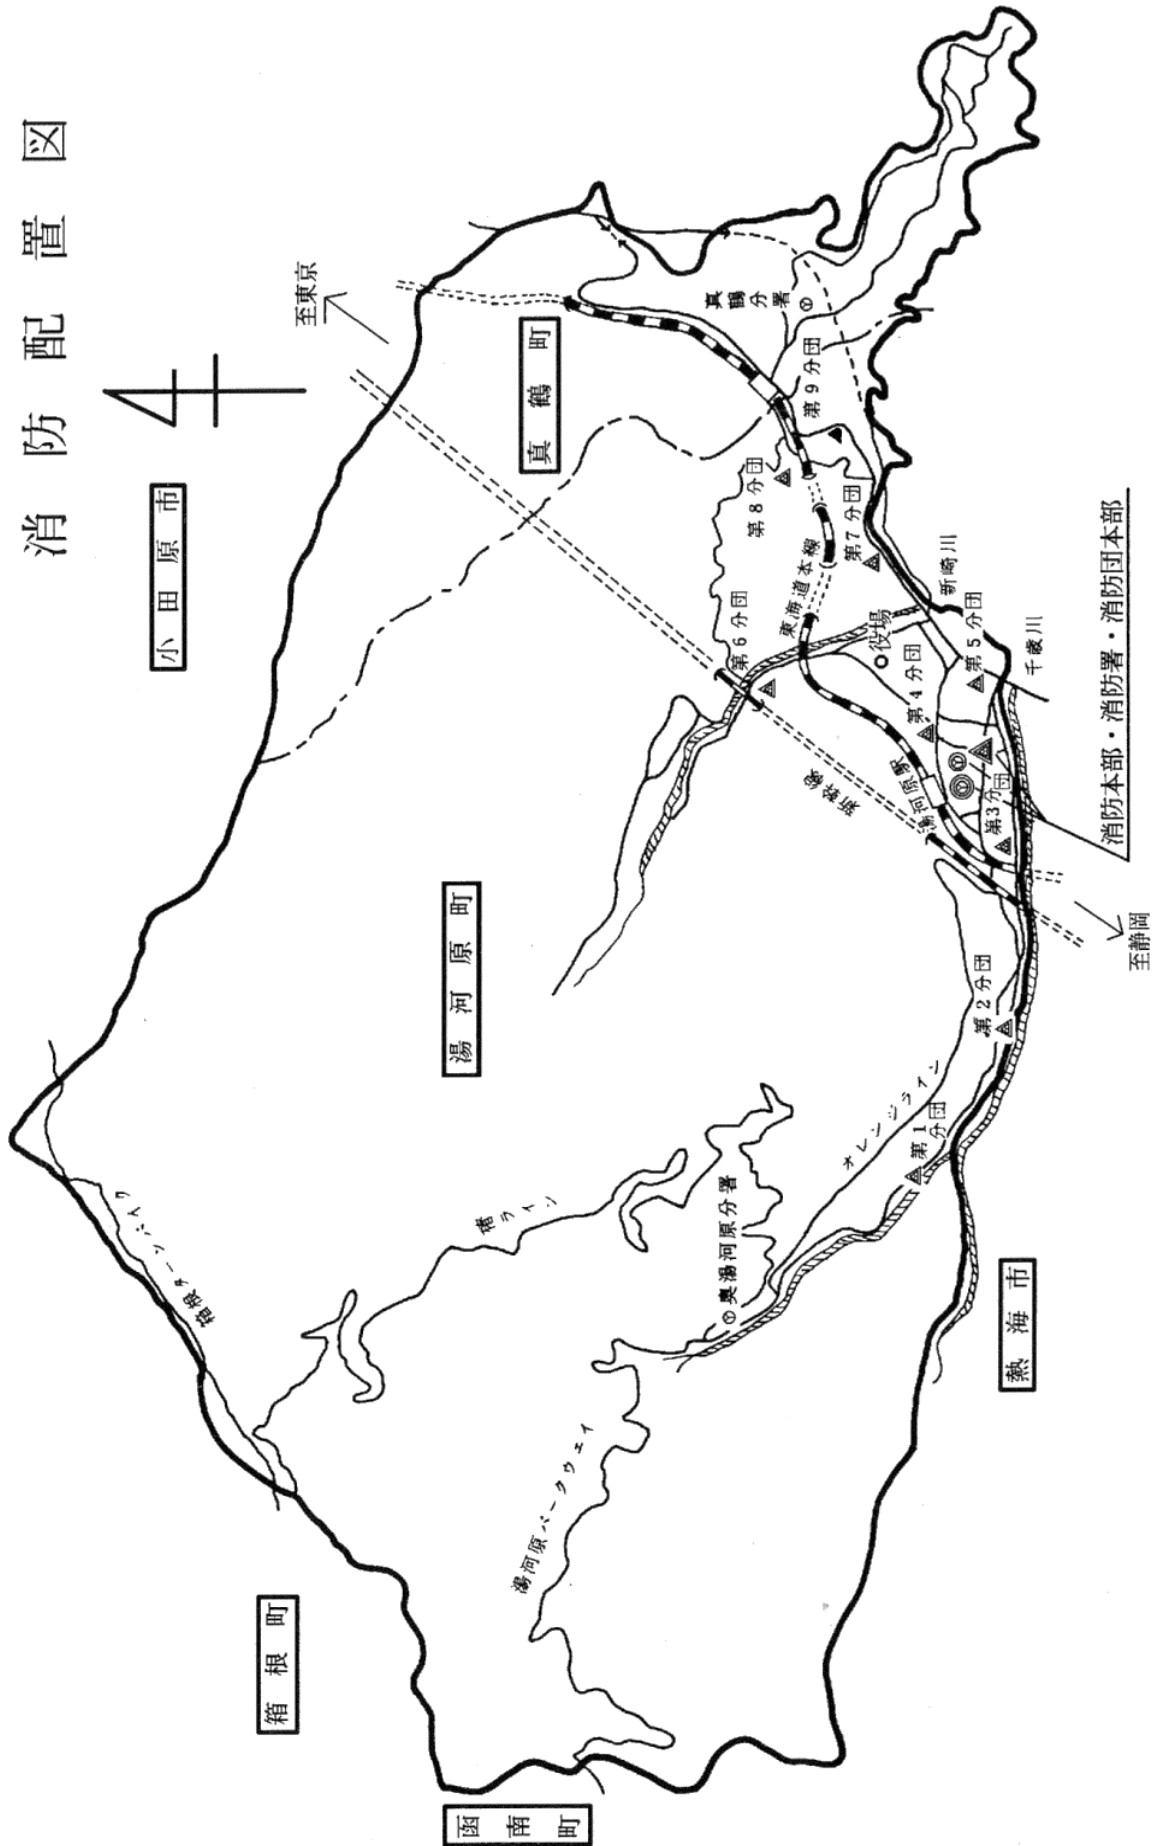 消防配置図
小田原市
至東京
真鶴町
真鶴分署
第9分団
第8分団
第7分団
東海道本線
第6分団
新崎川
役場
第5分団
千歳川
第4分団
新幹線
湯河原駅
第3分団
消防本部・消防署・消防団本部
至静岡
湯河原町
第2分団
オレンジライン
第1
分団
奥湯河原分署
椿ライン
箱根ターンパイク
熱海市
湯河原パークウェイ
箱根町
函南町